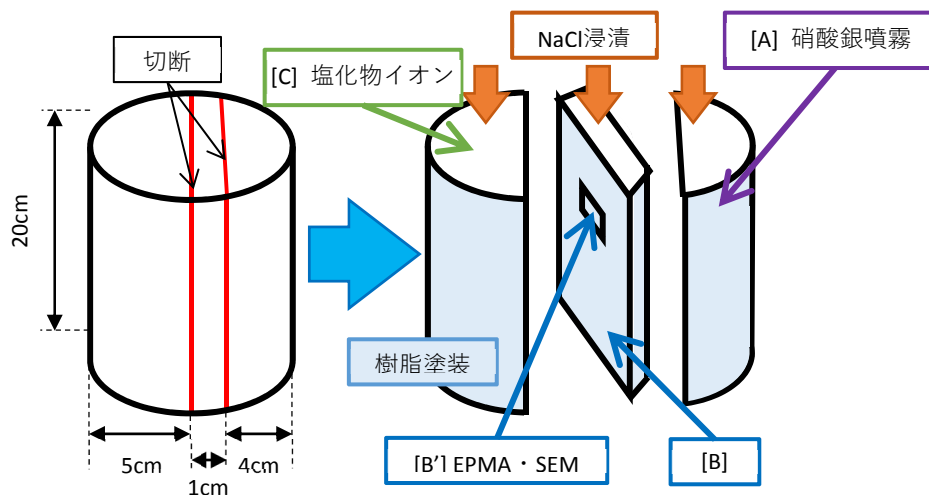 切断
[C] 塩化物イオン
NaCl浸漬
[A] 硝酸銀噴霧
20cm
樹脂塗装
5cm
1cm
4cm
[B'] EPMA・SEM
[B]